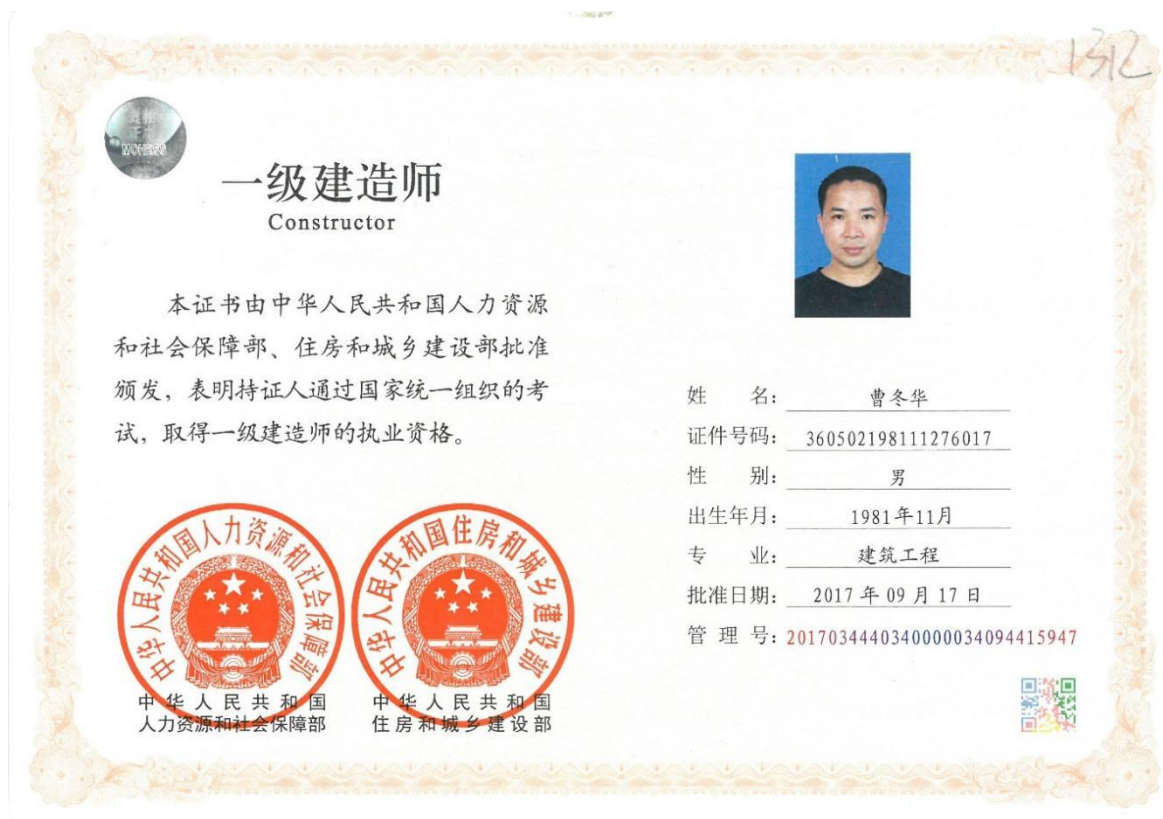 1312
MOHRSS
一级建造师
Constructor
本证书由中华人民共和国人力资源
和社会保障部、住房和城乡建设部批准
颁发，表明持证人通过国家统一组织的考
试，取得一级建造师的执业资格。
姓 名：曹冬华
证件号码：360502198111276017
性 别：男
出生年月：1981年11月
专 业：建筑工程
批准日期：2017 年 09 月 17 日
管 理 号：2017034440340000034094415947
中华人民共和国人力资源和社会保障部
中华人民共和国住房和城乡建设部
中华人民共和国
人力资源和社会保障部
中华人民共和国
住房和城乡建设部